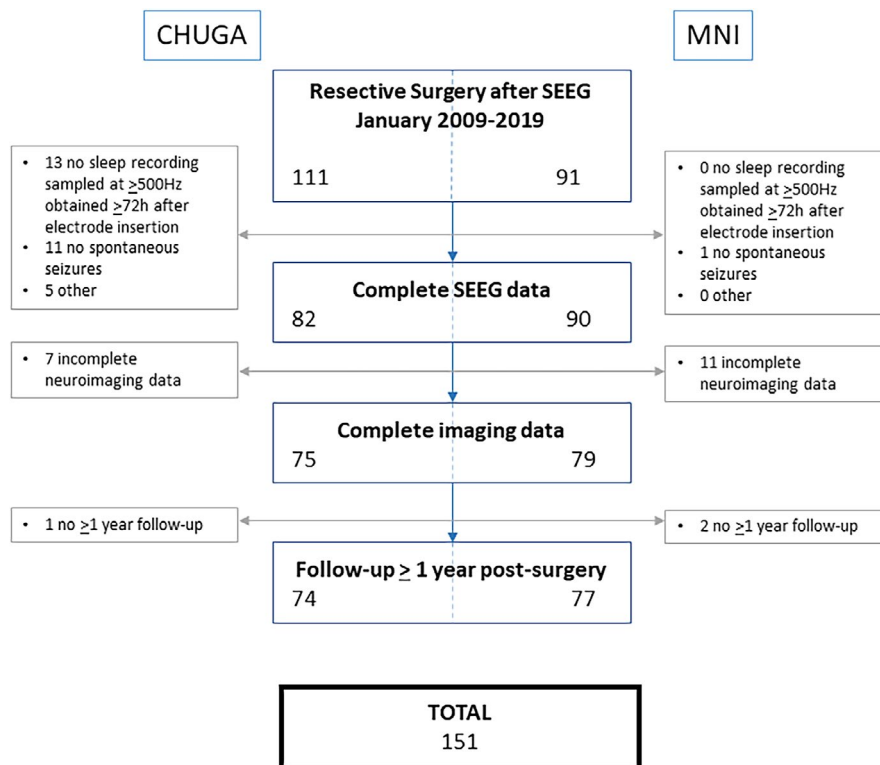 CHUGA
MNI
Resective Surgery after SEEG
January 2009-2019
111 91
• 13 no sleep recording
sampled at ≥500Hz
obtained ≥72h after
electrode insertion
• 11 no spontaneous
seizures
• 5 other
• 0 no sleep recording
sampled at ≥500Hz
obtained ≥72h after
electrode insertion
• 1 no spontaneous
seizures
• 0 other
Complete SEEG data
82 90
• 7 incomplete
neuroimaging data
• 11 incomplete
neuroimaging data
Complete imaging data
75 79
• 1 no ≥1 year follow-up
• 2 no ≥1 year follow-up
Follow-up ≥ 1 year post-surgery
74 77
TOTAL
151